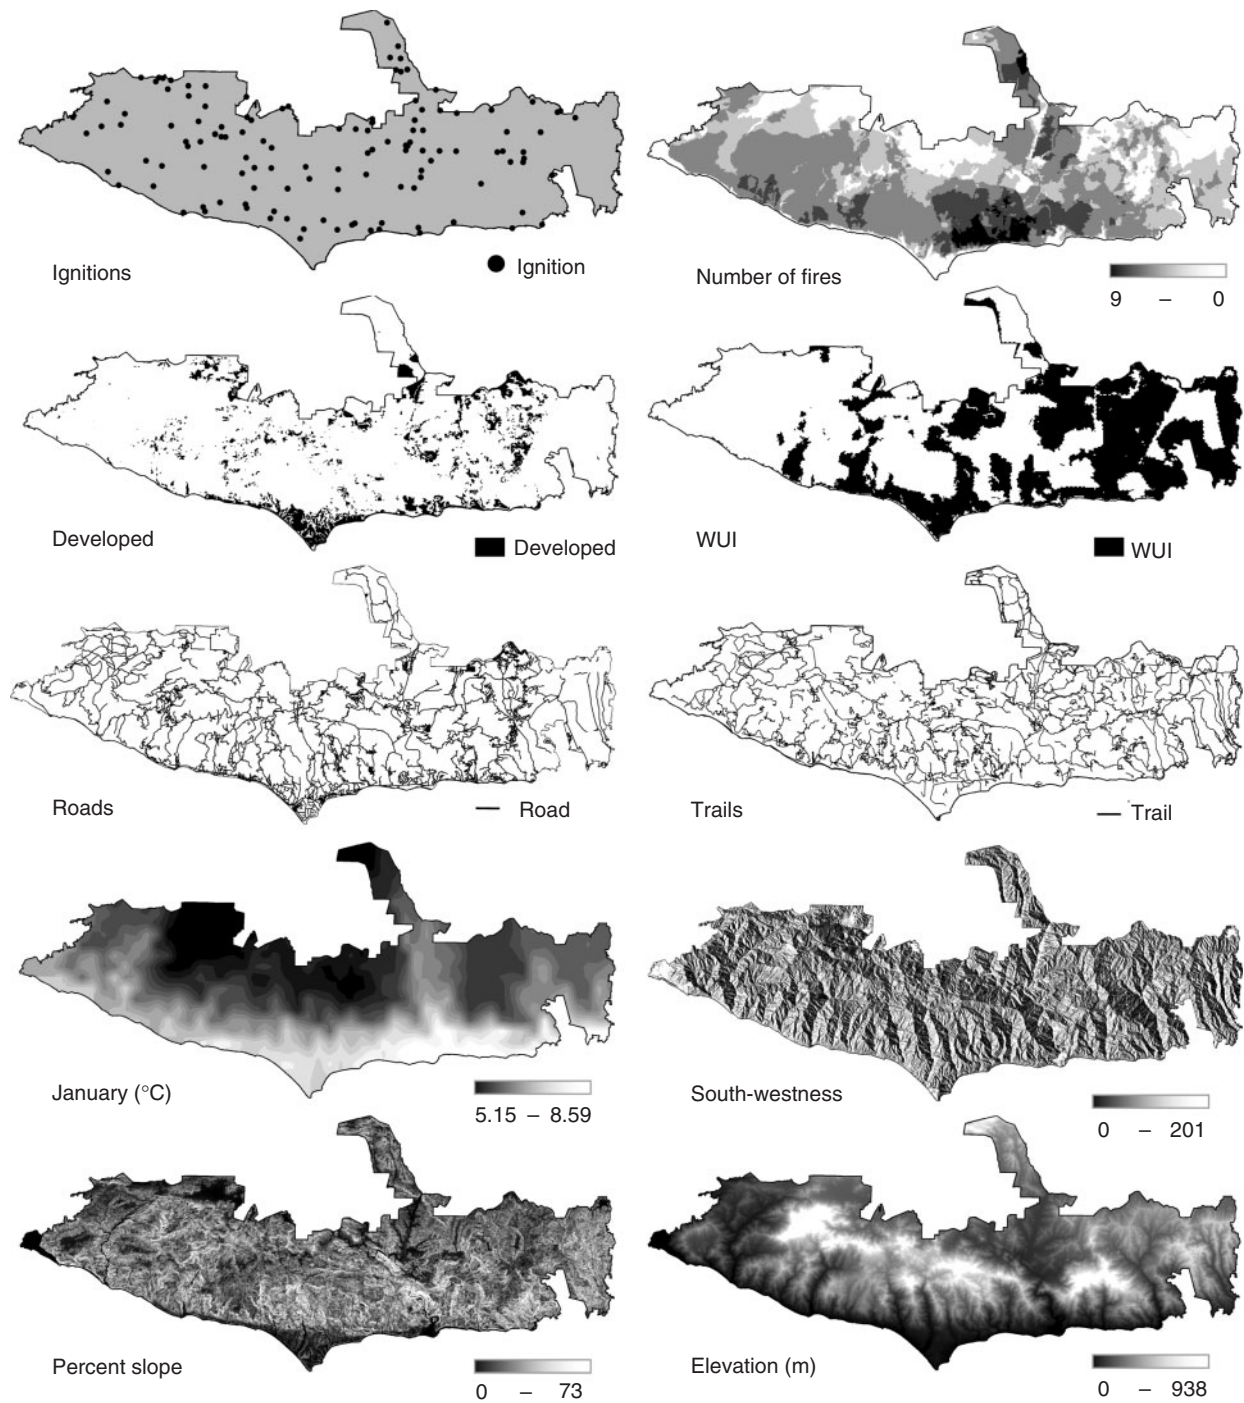 Ignitions
Ignition
Number of fires
9 – 0
Developed
Developed
WUI
WUI
Roads
Road
Trails
Trail
January (°C)
5.15 – 8.59
South-westness
0 – 201
Percent slope
0 – 73
Elevation (m)
0 – 938